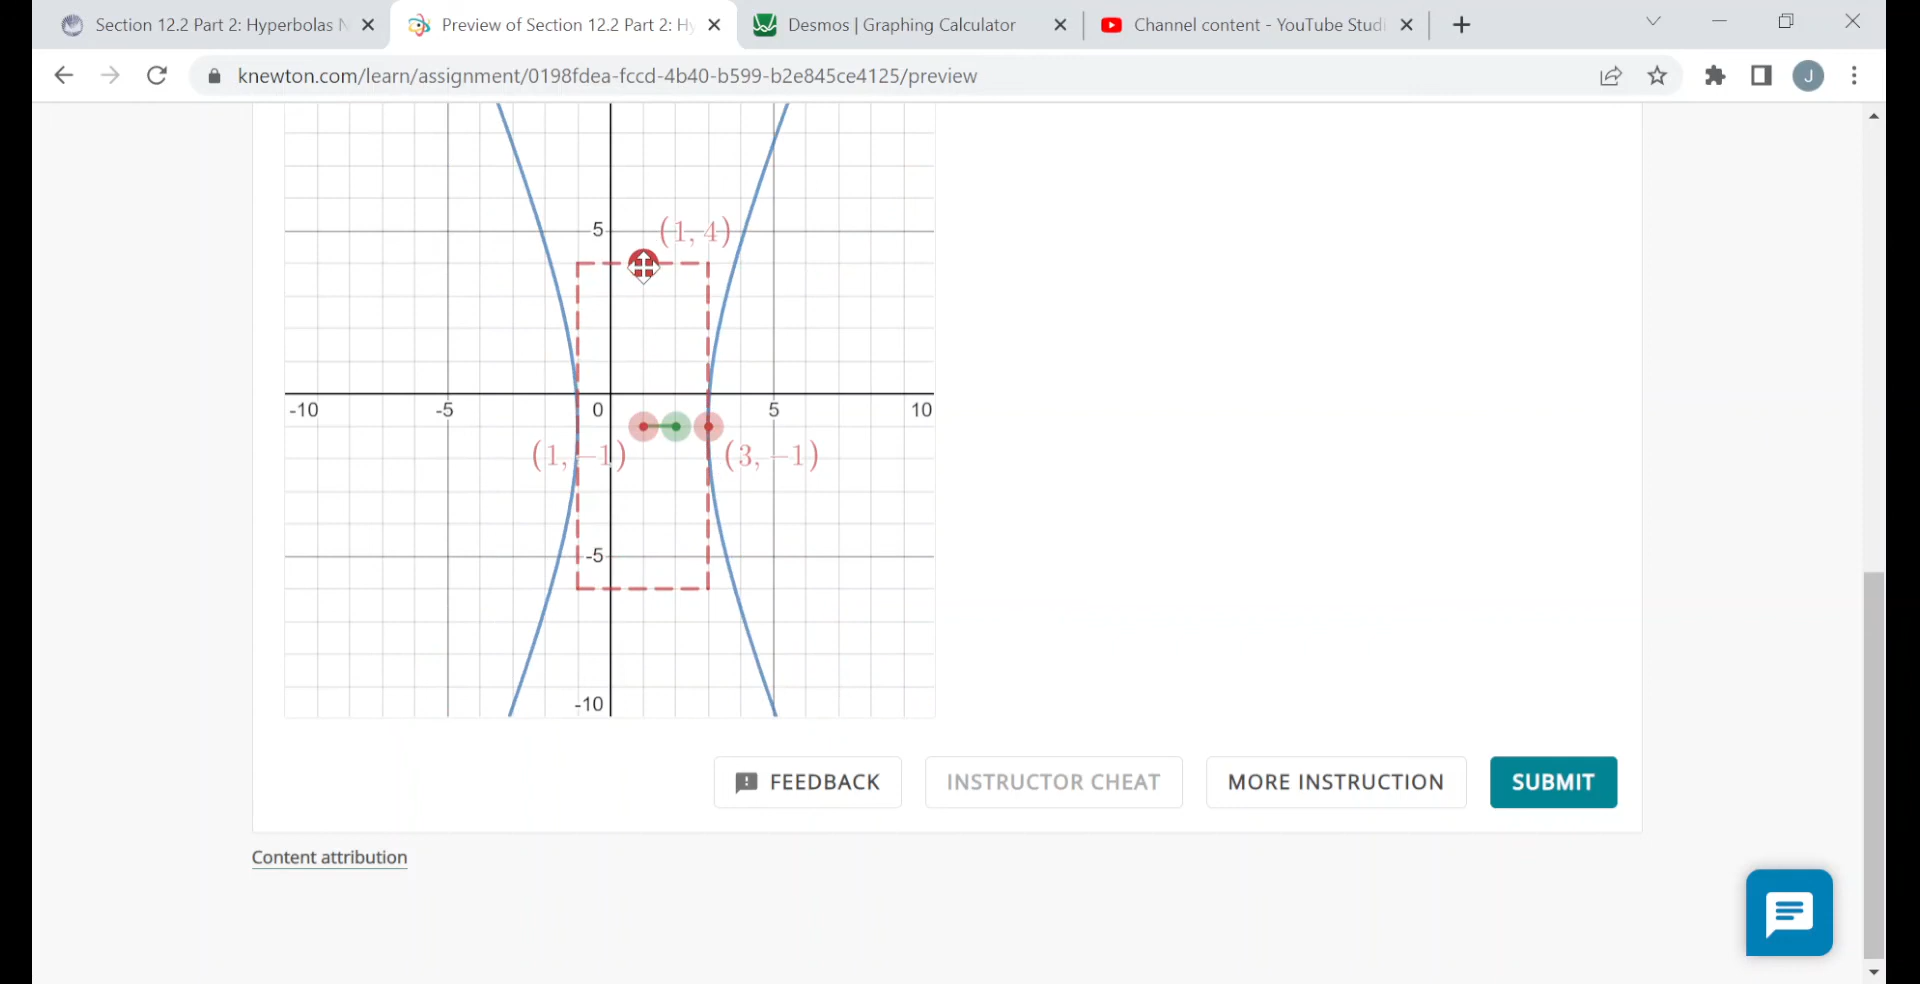 Section 12.2 Part 2: Hyperbolas N
Preview of Section 12.2 Part 2: Hy
Desmos | Graphing Calculator
Channel content - YouTube Studi
knewton.com/learn/assignment/0198fdea-fccd-4b40-b599-b2e845ce4125/preview
J
5
(1, 4)
-10
-5
0
5
10
(1, −1)
(3, −1)
-5
-10
FEEDBACK
INSTRUCTOR CHEAT
MORE INSTRUCTION
SUBMIT
Content attribution